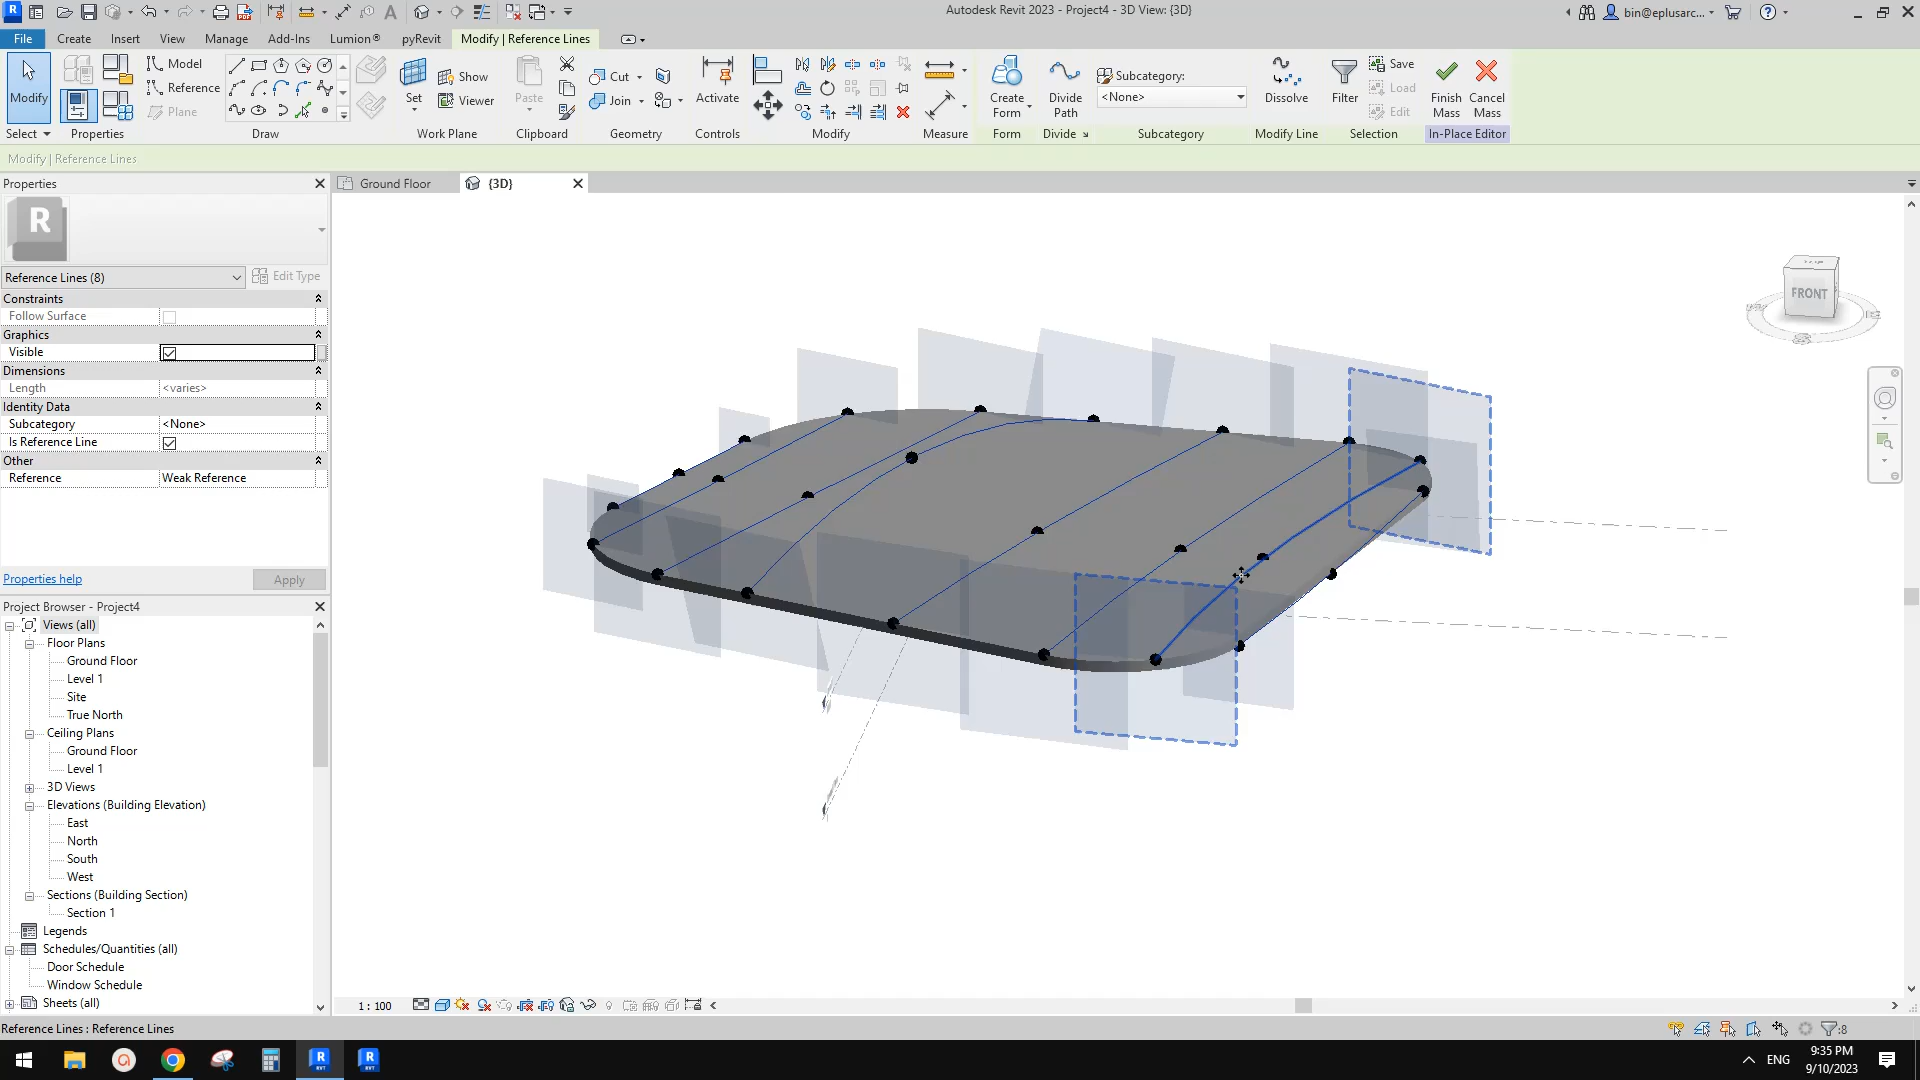 Autodesk Revit 2023 - Project4 - 3D View: {3D}
bin@eplusarc...
File
Create
Insert
View
Manage
Add-Ins
Lumion®
pyRevit
Modify | Reference Lines
Modify
Select
Properties
Model
Reference
Plane
Draw
Set
Show
Viewer
Work Plane
Paste
Clipboard
Cut
Join
Geometry
Activate
Controls
Modify
Measure
Create Form
Form
Divide Path
Divide
Subcategory:
<None>
Subcategory
Dissolve
Modify Line
Filter
Save
Load
Edit
Selection
Finish Mass
Cancel Mass
In-Place Editor
Modify | Reference Lines
Properties
Ground Floor
{3D}
R
Reference Lines (8)
Edit Type
Constraints
Follow Surface
Graphics
Visible
Dimensions
Length
<varies>
Identity Data
Subcategory
<None>
Is Reference Line
Other
Reference
Weak Reference
Properties help
Apply
FRONT
Project Browser - Project4
Views (all)
Floor Plans
Ground Floor
Level 1
Site
True North
Ceiling Plans
Ground Floor
Level 1
3D Views
Elevations (Building Elevation)
East
North
South
West
Sections (Building Section)
Section 1
Legends
Schedules/Quantities (all)
Door Schedule
Window Schedule
Sheets (all)
1 : 100
Reference Lines : Reference Lines
:8
ENG
9:35 PM
9/10/2023